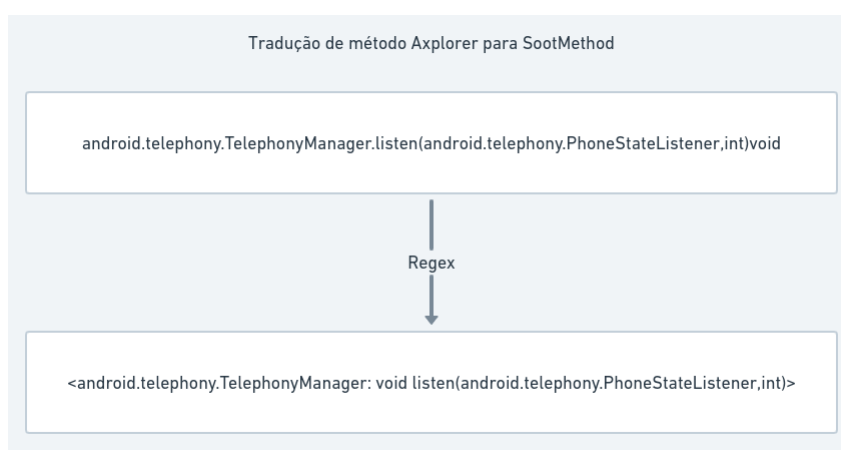 Tradução de método Axplorer para SootMethod
android.telephony.TelephonyManager.listen(android.telephony.PhoneStateListener,int)void
Regex
<android.telephony.TelephonyManager: void listen(android.telephony.PhoneStateListener,int)>